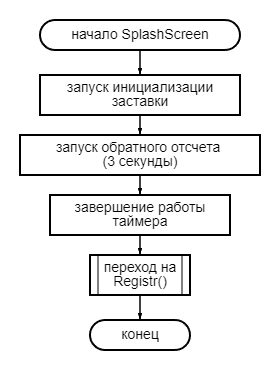 начало SplashScreen
запуск инициализации
заставки
запуск обратного отсчета
(3 секунды)
завершение работы
таймера
переход на
Registr()
конец